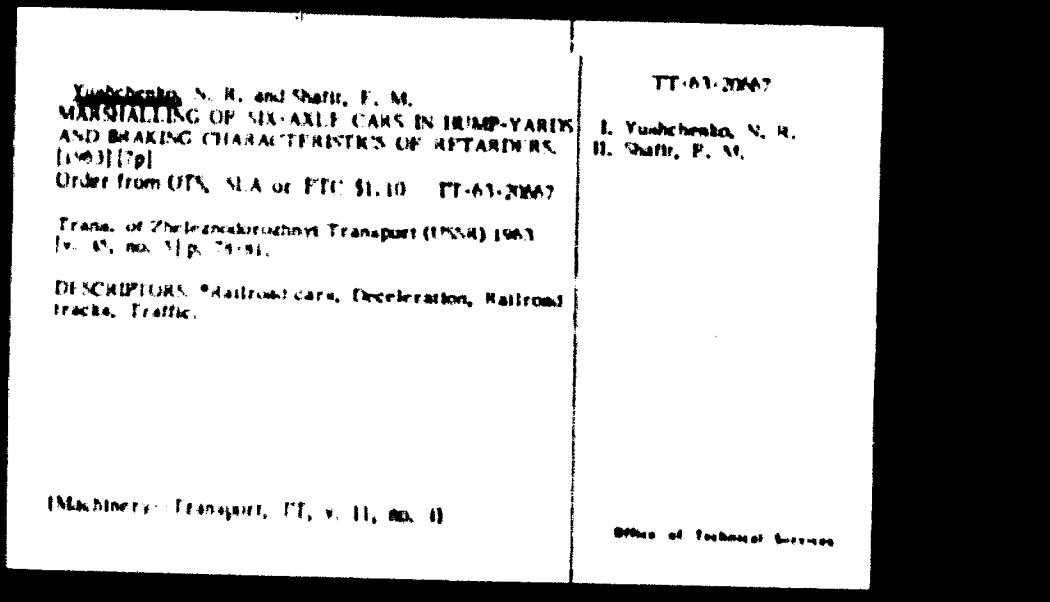 Yushchenko, N. R. and Shafir, F. M.
MARSHALLING OF SIX-AXLE CARS IN HUMP-YARDS
AND BRAKING CHARACTERISTICS OF RETARDERS.
[1963] [7p]
Order from OTS, SLA or ETC $1.10 TT-63-20667
Trans. of Zheleznodorozhnyi Transport (USSR) 1963
[v. 45, no. p.
DESCRIPTORS: *Railroad cars, Deceleration, Railroad
tracks, Traffic.
(Machinery--Transport, TT, v. 11, no.
TT-63-20667
I. Yushchenko, N. R.
II. Shafir, F. M.
Office of Technical Services